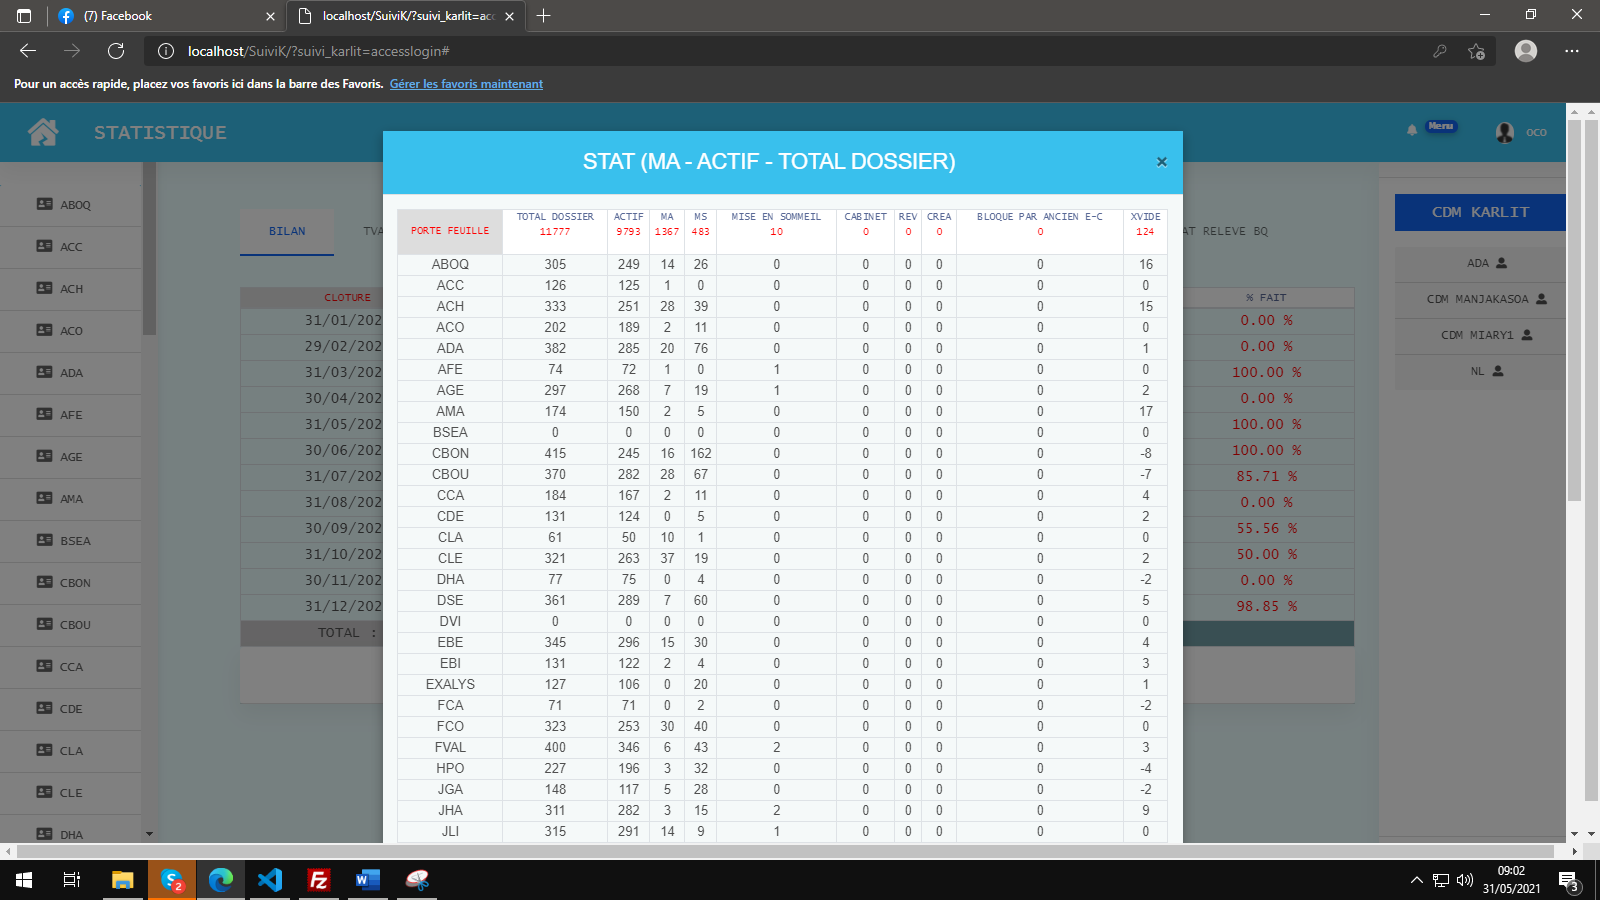 (7) Facebook
localhost/SuiviK/?suivi_karlit=acc
localhost/SuiviK/?suivi_karlit=accesslogin#
Pour un accès rapide, placez vos favoris ici dans la barre des Favoris. Gérer les favoris maintenant
STATISTIQUE
Menu
oco
ABOQ
ACC
ACH
ACO
ADA
AFE
AGE
AMA
BSEA
CBON
CBOU
CCA
CDE
CLA
CLE
DHA
BILAN
TVA
AT RELEVE BQ
CLOTURE
31/01/202
29/02/202
31/03/202
30/04/202
31/05/202
30/06/202
31/07/202
31/08/202
30/09/202
31/10/202
30/11/202
31/12/202
TOTAL :
STAT (MA - ACTIF - TOTAL DOSSIER)
×
PORTE FEUILLE TOTAL DOSSIER 11777 ACTIF 9793 MA 1367 MS 483 MISE EN SOMMEIL 10 CABINET 0 REV 0 CREA 0 BLOQUE PAR ANCIEN E-C 0 XVIDE 124
ABOQ 305 249 14 26 0 0 0 0 0 16
ACC 126 125 1 0 0 0 0 0 0 0
ACH 333 251 28 39 0 0 0 0 0 15
ACO 202 189 2 11 0 0 0 0 0 0
ADA 382 285 20 76 0 0 0 0 0 1
AFE 74 72 1 0 1 0 0 0 0 0
AGE 297 268 7 19 1 0 0 0 0 2
AMA 174 150 2 5 0 0 0 0 0 17
BSEA 0 0 0 0 0 0 0 0 0 0
CBON 415 245 16 162 0 0 0 0 0 -8
CBOU 370 282 28 67 0 0 0 0 0 -7
CCA 184 167 2 11 0 0 0 0 0 4
CDE 131 124 0 5 0 0 0 0 0 2
CLA 61 50 10 1 0 0 0 0 0 0
CLE 321 263 37 19 0 0 0 0 0 2
DHA 77 75 0 4 0 0 0 0 0 -2
DSE 361 289 7 60 0 0 0 0 0 5
DVI 0 0 0 0 0 0 0 0 0 0
EBE 345 296 15 30 0 0 0 0 0 4
EBI 131 122 2 4 0 0 0 0 0 3
EXALYS 127 106 0 20 0 0 0 0 0 1
FCA 71 71 0 2 0 0 0 0 0 -2
FCO 323 253 30 40 0 0 0 0 0 0
FVAL 400 346 6 43 2 0 0 0 0 3
HPO 227 196 3 32 0 0 0 0 0 -4
JGA 148 117 5 28 0 0 0 0 0 -2
JHA 311 282 3 15 2 0 0 0 0 9
JLI 315 291 14 9 1 0 0 0 0 0
% FAIT
0.00 %
0.00 %
100.00 %
0.00 %
100.00 %
100.00 %
85.71 %
0.00 %
55.56 %
50.00 %
0.00 %
98.85 %
CDM KARLIT
ADA
CDM MANJAKASOA
CDM MIARY1
NL
2
09:02
31/05/2021
3